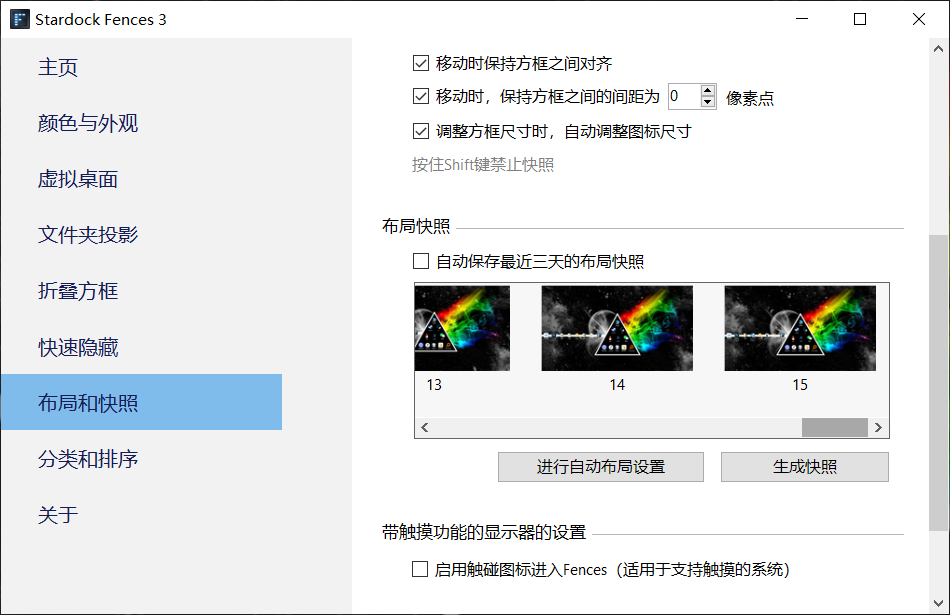 Stardock Fences 3
主页
颜色与外观
虚拟桌面
文件夹投影
折叠方框
快速隐藏
布局和快照
分类和排序
关于
移动时保持方框之间对齐
移动时，保持方框之间的间距为 0 像素点
调整方框尺寸时，自动调整图标尺寸
按住Shift键禁止快照
布局快照
自动保存最近三天的布局快照
13 14 15
进行自动布局设置 生成快照
带触摸功能的显示器的设置
启用触碰图标进入Fences（适用于支持触摸的系统）